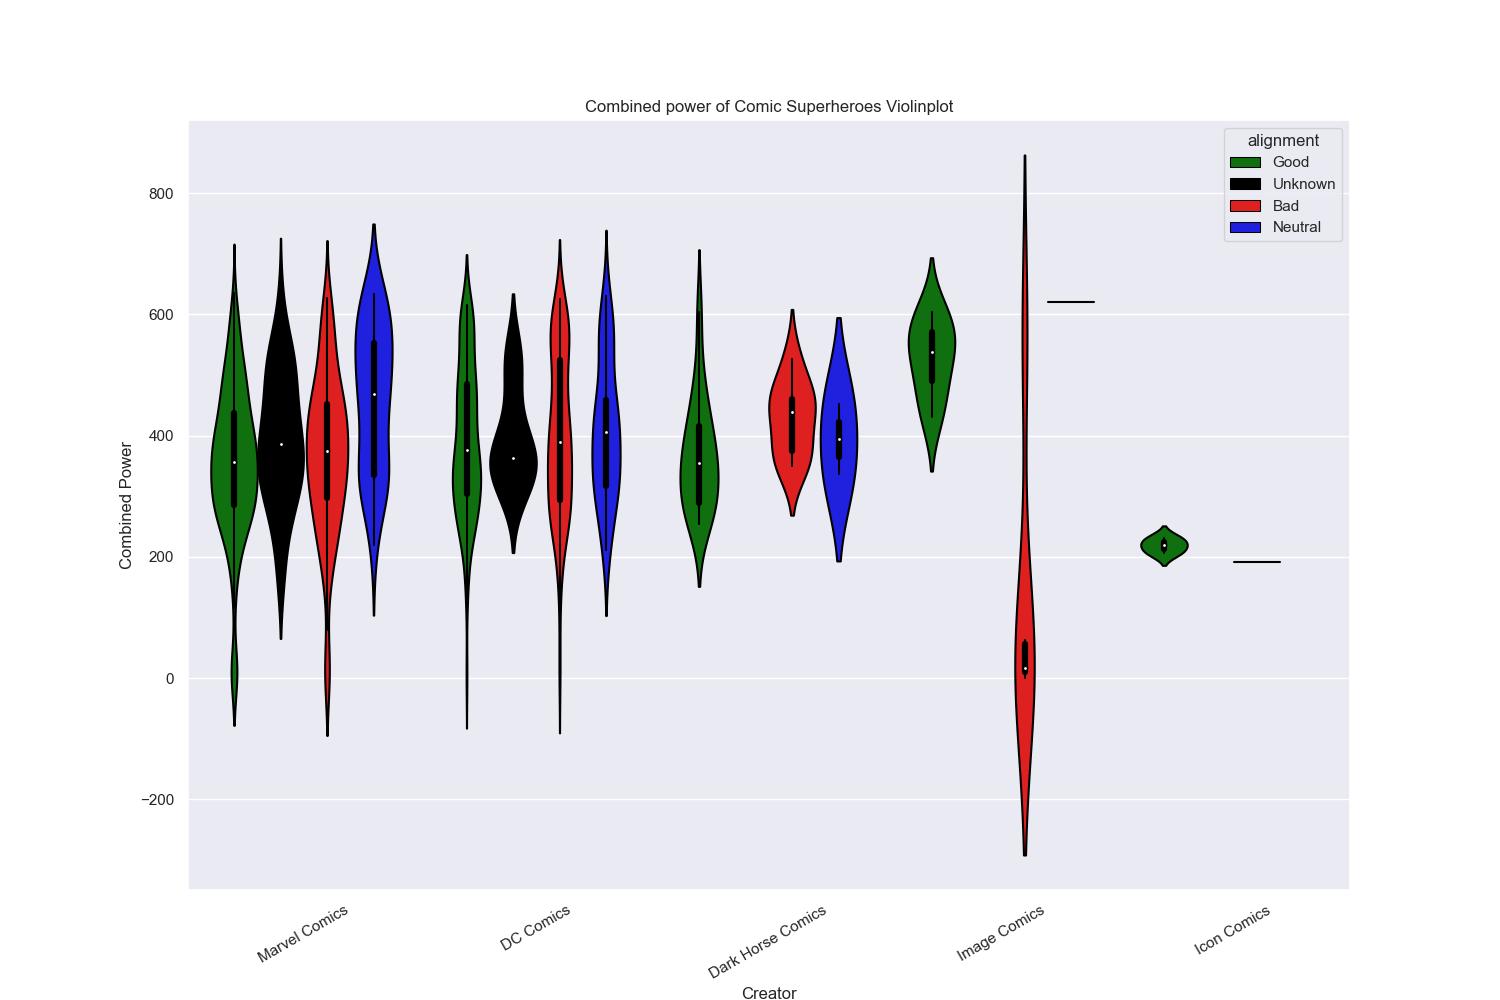 Combined power of Comic Superheroes Violinplot
alignment
Good
Unknown
Bad
Neutral
Combined Power
800
600
400
200
0
−200
Marvel Comics
DC Comics
Dark Horse Comics
Image Comics
Icon Comics
Creator